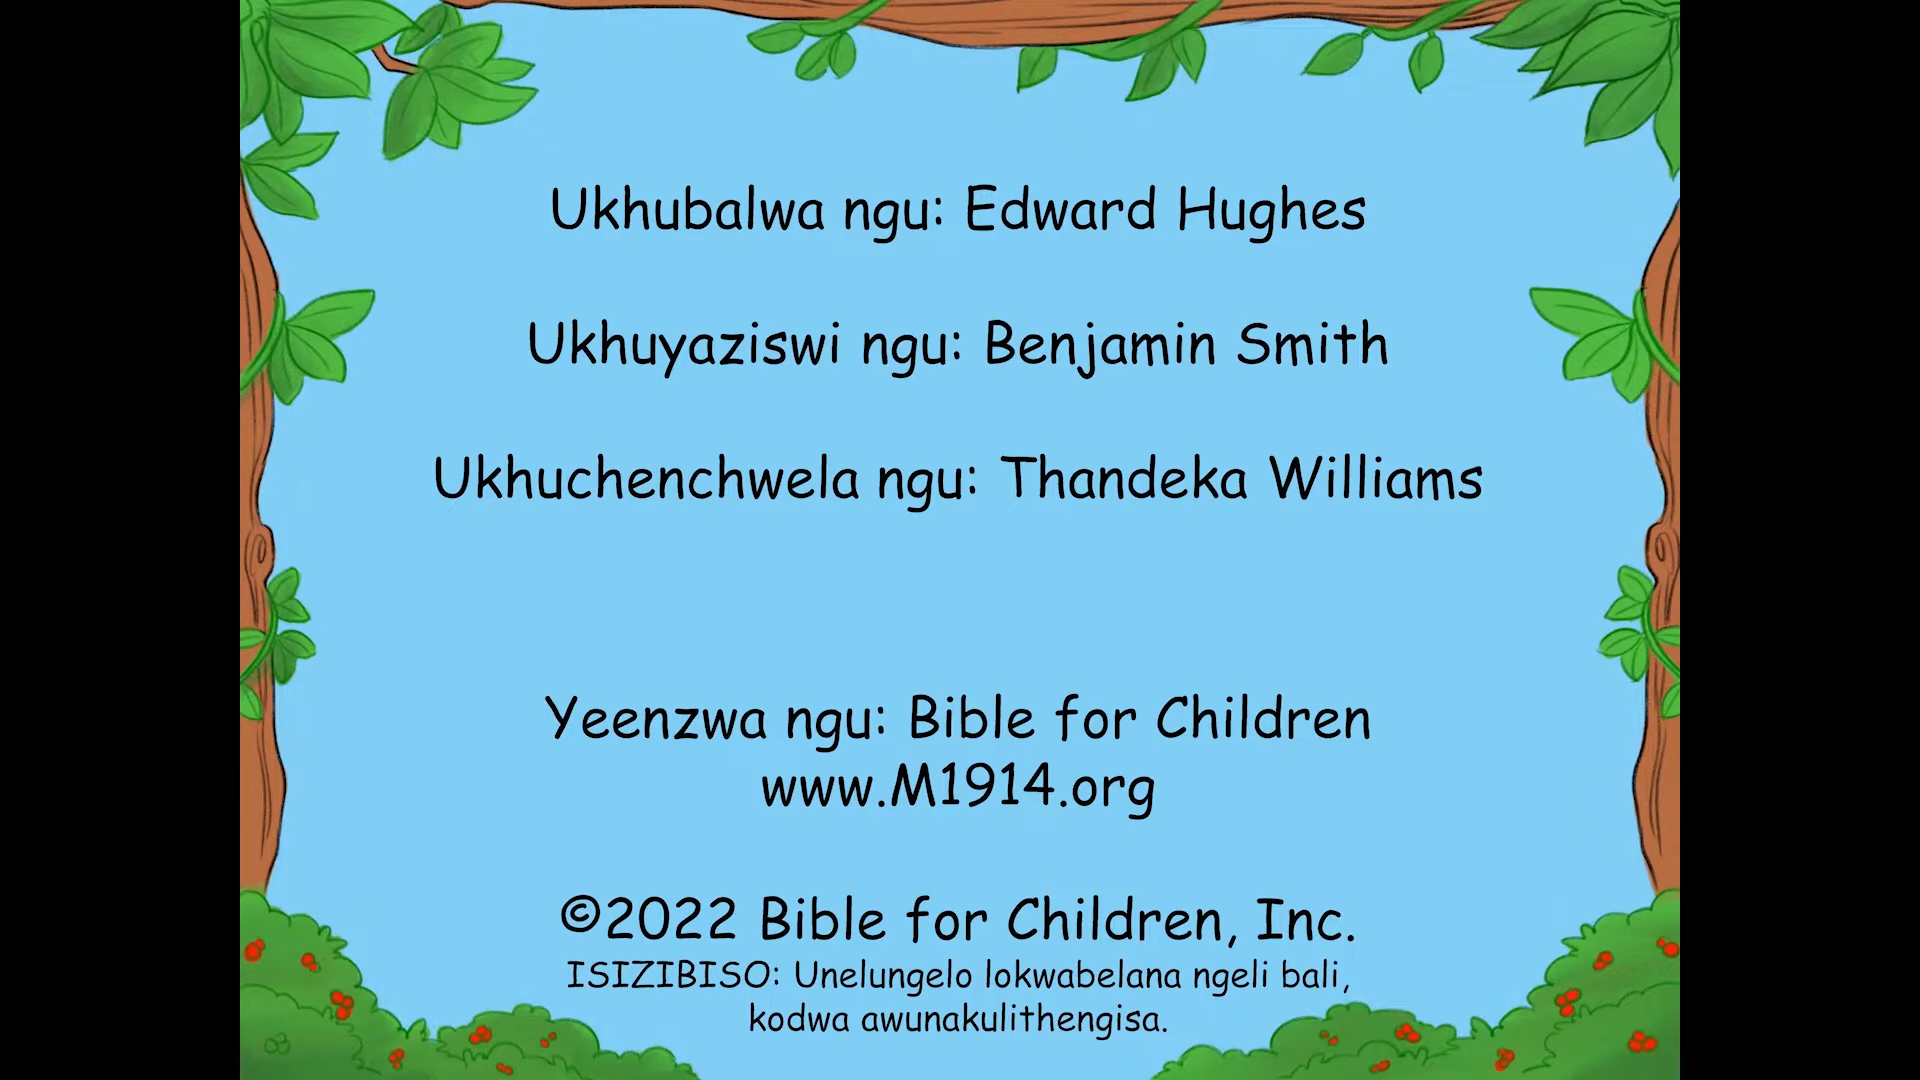 Ukhubalwa ngu: Edward Hughes
Ukhuyaziswi ngu: Benjamin Smith
Ukhuchenchwela ngu: Thandeka Williams
Yeenzwa ngu: Bible for Children
www.M1914.org
©2022 Bible for Children, Inc.
ISIZIBISO: Unelungelo lokwabelana ngeli bali,
kodwa awunakulithengisa.